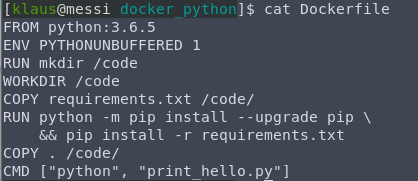 [klaus@messi docker_python]$ cat Dockerfile
FROM python:3.6.5
ENV PYTHONUNBUFFERED 1
RUN mkdir /code
WORKDIR /code
COPY requirements.txt /code/
RUN python -m pip install --upgrade pip \
    && pip install -r requirements.txt
COPY . /code/
CMD ["python", "print_hello.py"]